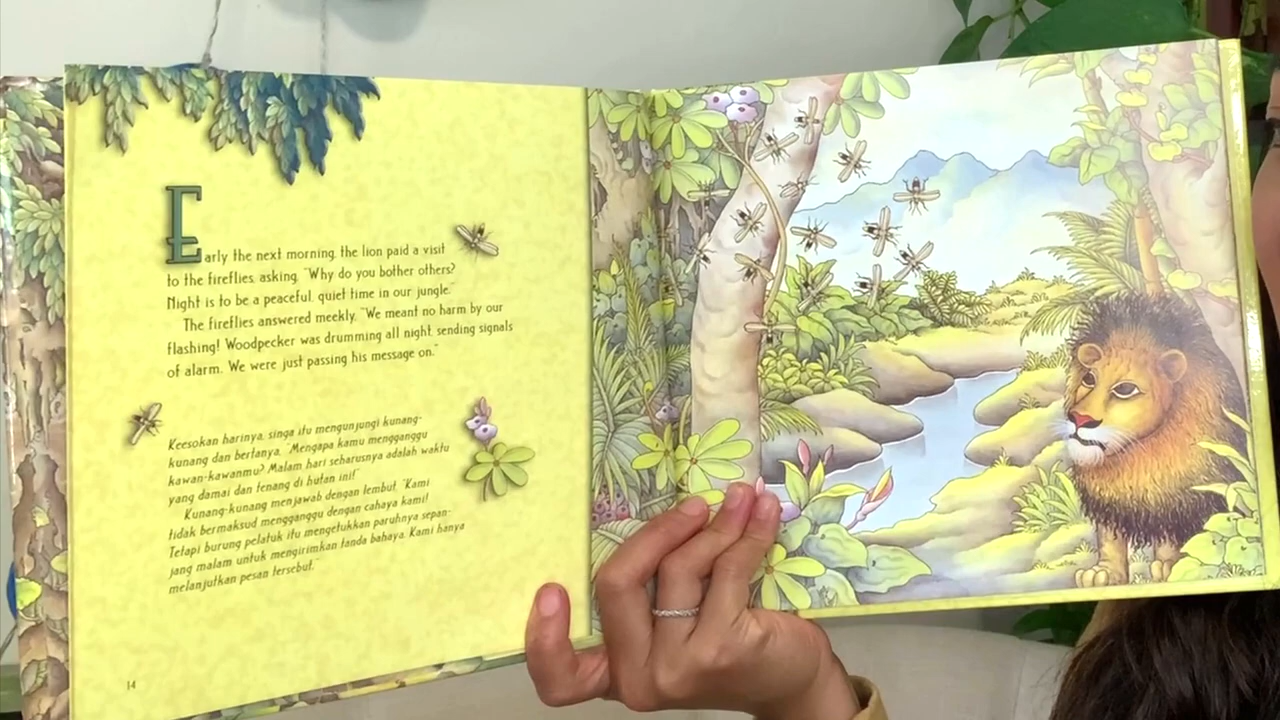 Early the next morning, the lion paid a visit
to the fireflies, asking, "Why do you bother others?
Night is to be a peaceful, quiet time in our jungle."
The fireflies answered meekly, "We meant no harm by our
flashing! Woodpecker was drumming all night, sending signals
of alarm. We were just passing his message on."
Keesokan harinya, singa itu mengunjungi kunang-
kunang dan bertanya, "Mengapa kamu mengganggu
kawan-kawanmu? Malam hari seharusnya adalah waktu
yang damai dan tenang di hutan ini!"
Kunang-kunang menjawab dengan lembut, "Kami
tidak bermaksud mengganggu dengan cahaya kami!
Tetapi burung pelatuk itu mengetukkan paruhnya sepan-
jang malam untuk mengirimkan tanda bahaya. Kami hanya
melanjutkan pesan tersebut."
14